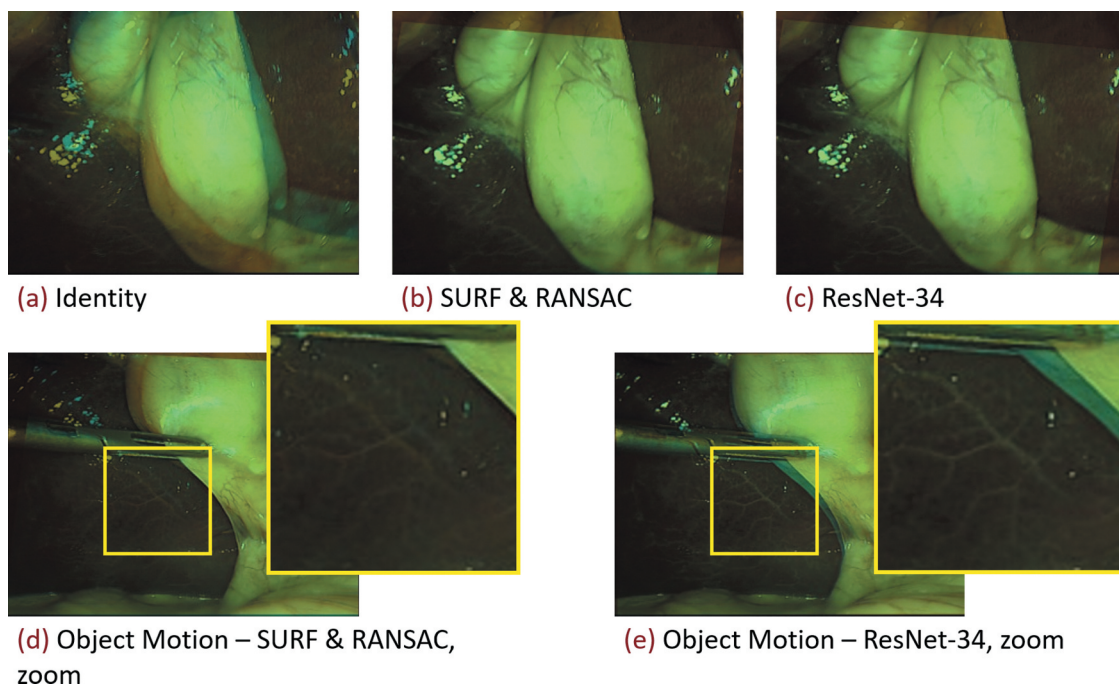 (a) Identity
(b) SURF & RANSAC
(c) ResNet-34
(d) Object Motion – SURF & RANSAC,
zoom
(e) Object Motion – ResNet-34, zoom